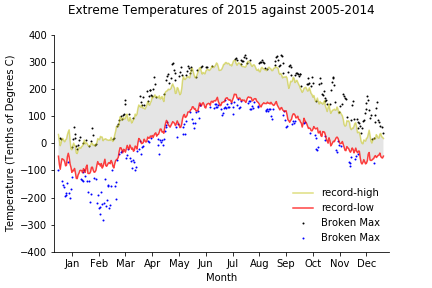 Extreme Temperatures of 2015 against 2005-2014
Temperature (Tenths of Degrees C)
400
300
200
100
0
−100
−200
−300
−400
record-high
record-low
Broken Max
Broken Max
Jan Feb Mar Apr May Jun Jul Aug Sep Oct Nov Dec
Month